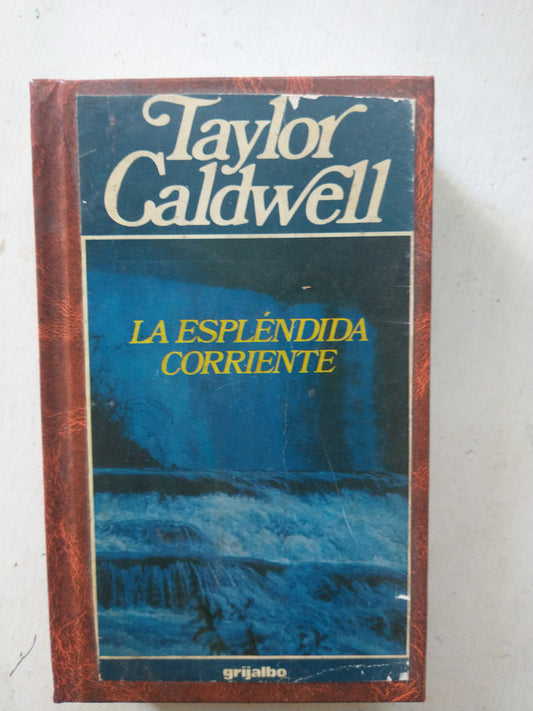 Taylor
Caldwell
LA ESPLÉNDIDA
CORRIENTE
grijalbo